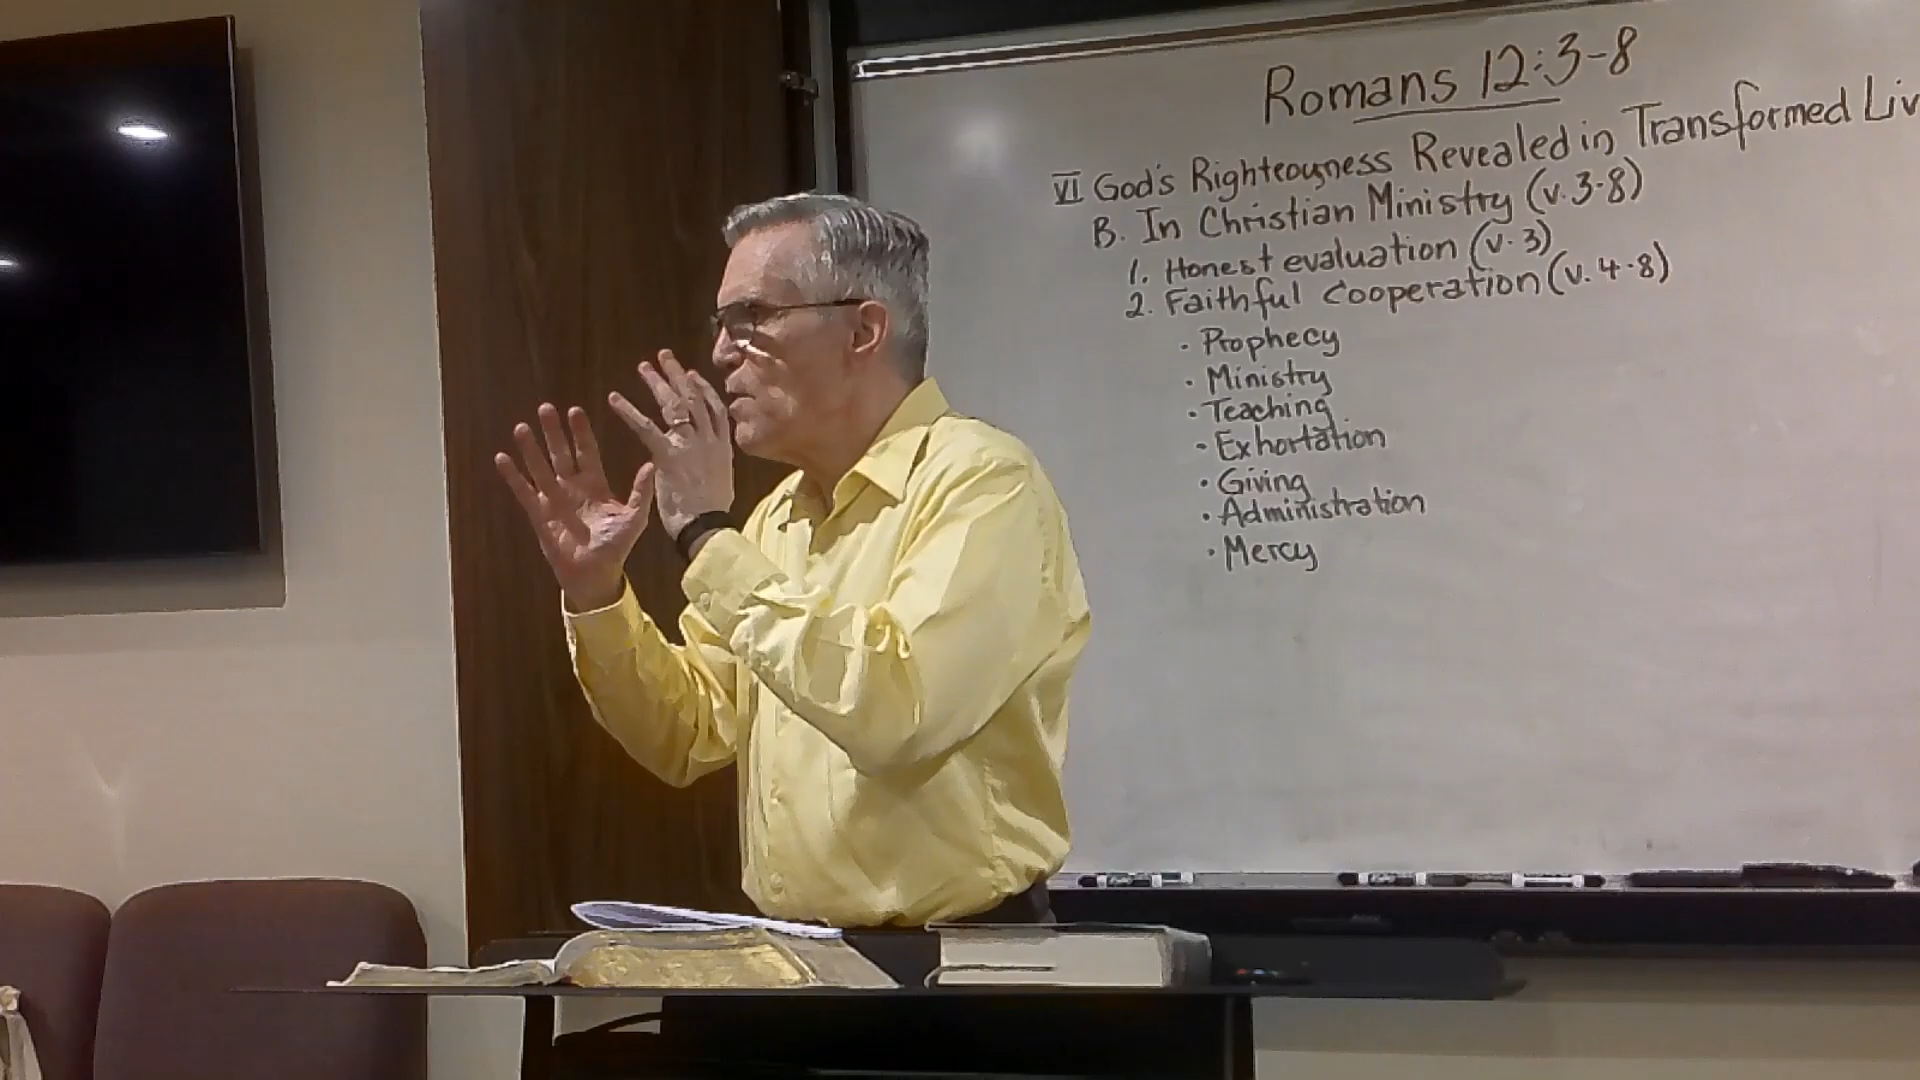 Romans 12:3-8
VI God's Righteousness Revealed in Transformed Liv
B. In Christian Ministry (v. 3-8)
1. Honest evaluation (v. 3)
2. Faithful Cooperation (v. 4-8)
• Prophecy
• Ministry
• Teaching
• Exhortation
• Giving
• Administration
• Mercy